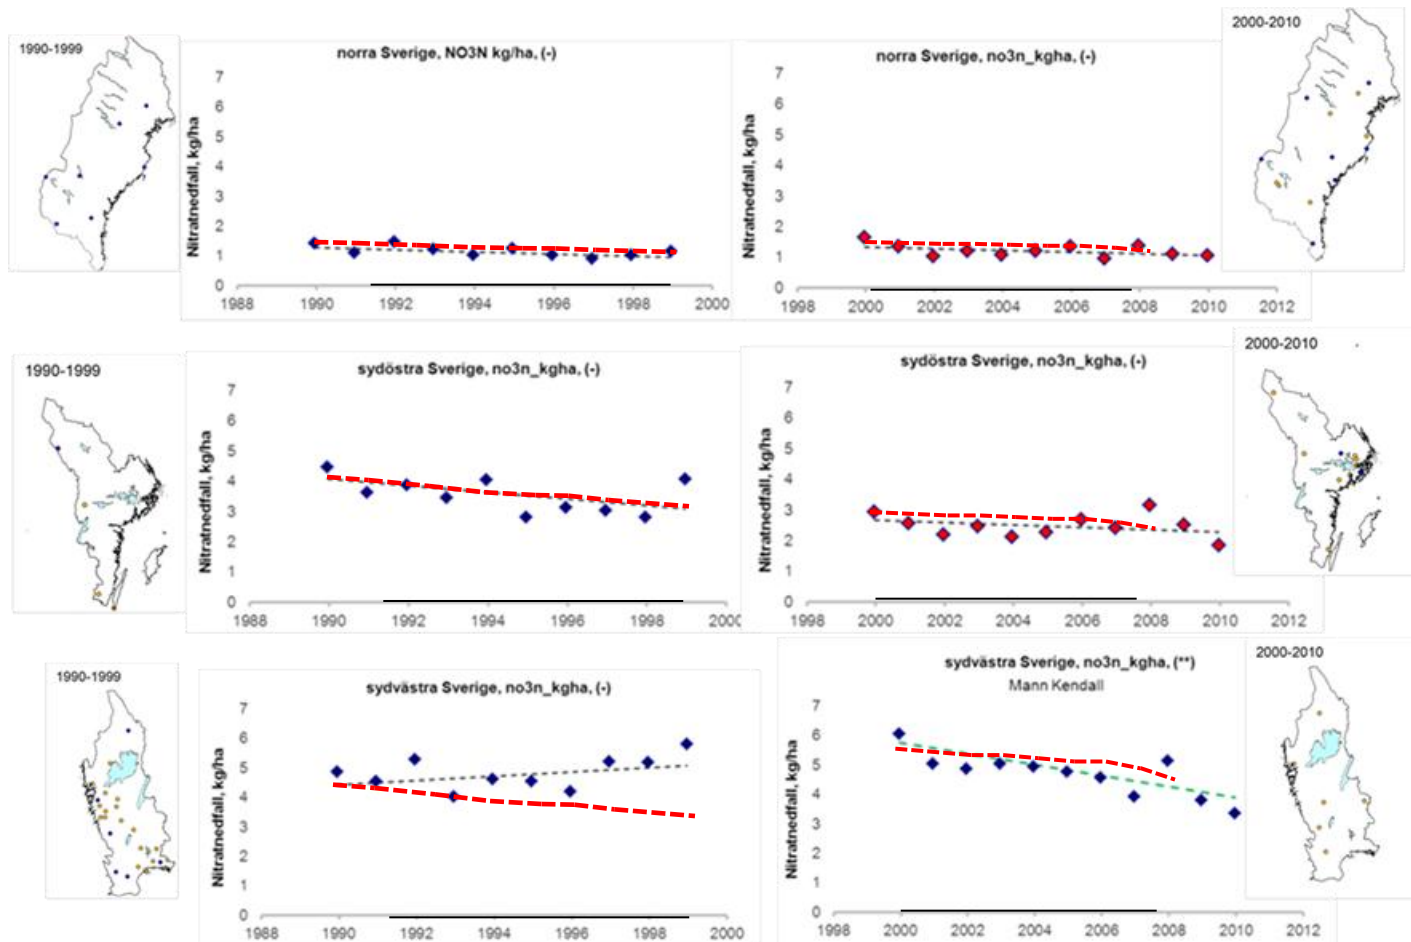 1990-1999
norra Sverige, NO3N kg/ha, (-)
Nitratnedfall, kg/ha
7
6
5
4
3
2
1
0
1988 1990 1992 1994 1996 1998 2000
norra Sverige, no3n_kgha, (-)
Nitratnedfall, kg/ha
7
6
5
4
3
2
1
0
1998 2000 2002 2004 2006 2008 2010 2012
2000-2010
1990-1999
sydöstra Sverige, no3n_kgha, (-)
Nitratnedfall, kg/ha
7
6
5
4
3
2
1
0
1988 1990 1992 1994 1996 1998 2000
sydöstra Sverige, no3n_kgha, (-)
Nitratnedfall, kg/ha
7
6
5
4
3
2
1
0
1998 2000 2002 2004 2006 2008 2010 2012
2000-2010
1990-1999
sydvästra Sverige, no3n_kgha, (-)
Nitratnedfall, kg/ha
7
6
5
4
3
2
1
0
1988 1990 1992 1994 1996 1998 2000
sydvästra Sverige, no3n_kgha, (**)
Mann Kendall
Nitratnedfall, kg/ha
7
6
5
4
3
2
1
0
1998 2000 2002 2004 2006 2008 2010 2012
2000-2010